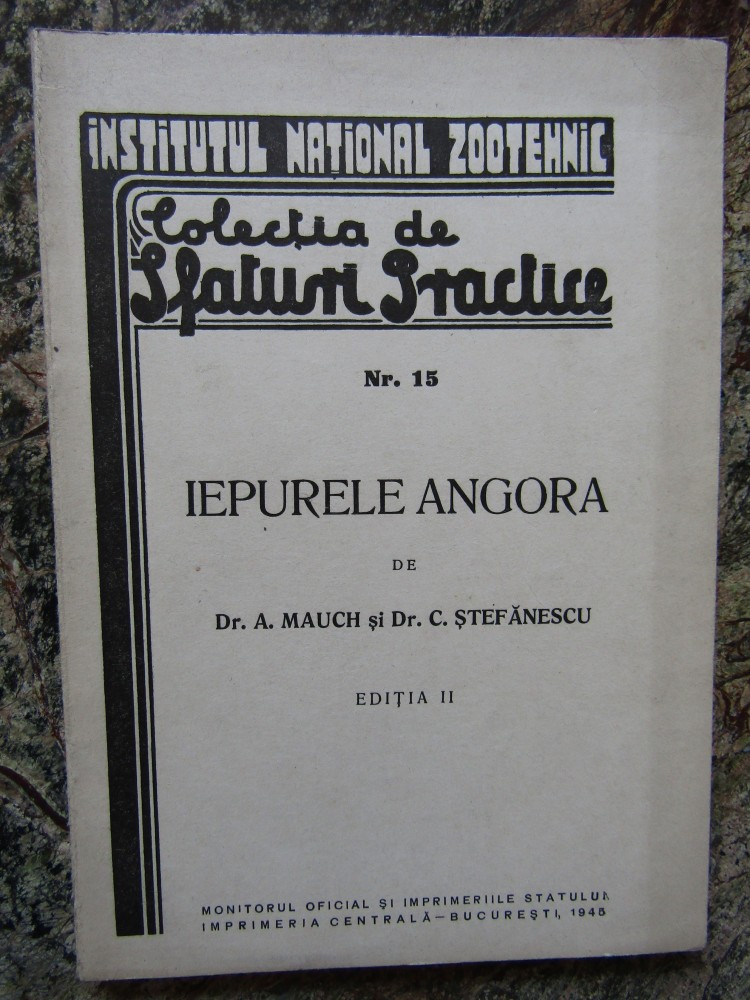 INSTITUTUL NAȚIONAL ZOOTEHNIC
Colecția de
Sfaturi Practice
Nr. 15
IEPURELE ANGORA
DE
Dr. A. MAUCH și Dr. C. ȘTEFĂNESCU
EDIȚIA II
MONITORUL OFICIAL ȘI IMPRIMERIILE STATULUI
IMPRIMERIA CENTRALĂ—BUCUREȘTI, 1945